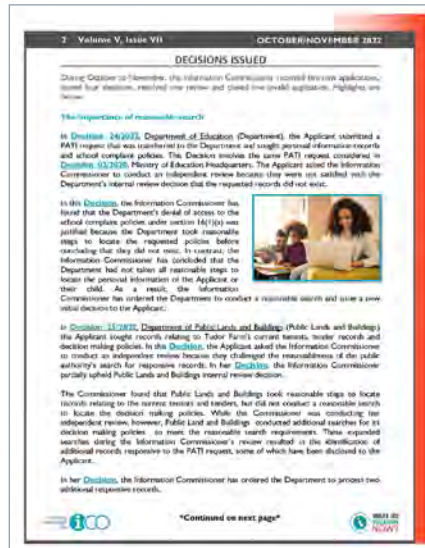 2 Volume V, Issue VII OCTOBER/NOVEMBER 2022
DECISIONS ISSUED
During October to November, the Information Commissioner received five new applications,
issued four decisions, resolved one review and closed one invalid application. Highlights are
below.
The importance of reasonable search
In Decision 24/2022, Department of Education (Department), the Applicant submitted a
PATI request that was transferred to the Department and sought personal information records
and school complaint policies. This Decision involves the same PATI request considered in
Decision 02/2020, Ministry of Education Headquarters. The Applicant asked the Information
Commissioner to conduct an independent review because they were not satisfied with the
Department's internal review decision that the requested records did not exist.
In this Decision, the Information Commissioner has
found that the Department's denial of access to the
school complaint policies under section 16(1)(a) was
justified because the Department took reasonable
steps to locate the requested policies before
concluding that they did not exist. In contrast, the
Information Commissioner has concluded that the
Department had not taken all reasonable steps to
locate the personal information of the Applicant or
their child. As a result, the Information
Commissioner has ordered the Department to conduct a reasonable search and issue a new
initial decision to the Applicant.
In Decision 25/2022, Department of Public Lands and Buildings (Public Lands and Buildings)
the Applicant sought records relating to Tudor Farm's current tenants, tender records and
decision making policies. In this Decision, the Applicant asked the Information Commissioner
to conduct an independent review because they challenged the reasonableness of the public
authority's search for responsive records. In her Decision, the Information Commissioner
partially upheld Public Lands and Buildings internal review decision.
The Commissioner found that Public Lands and Buildings took reasonable steps to locate
records relating to the current tenants and tenders, but did not conduct a reasonable search
to locate the decision making policies. While the Commissioner was conducting her
independent review, however, Public Land and Buildings conducted additional searches for its
decision making policies to meet the reasonable search requirements. These expanded
searches during the Information Commissioner's review resulted in the identification of
additional records responsive to the PATI request, some of which have been disclosed to the
Applicant.
In her Decision, the Information Commissioner has ordered the Department to process two
additional responsive records.
ico
*Continued on next page*
NOW!